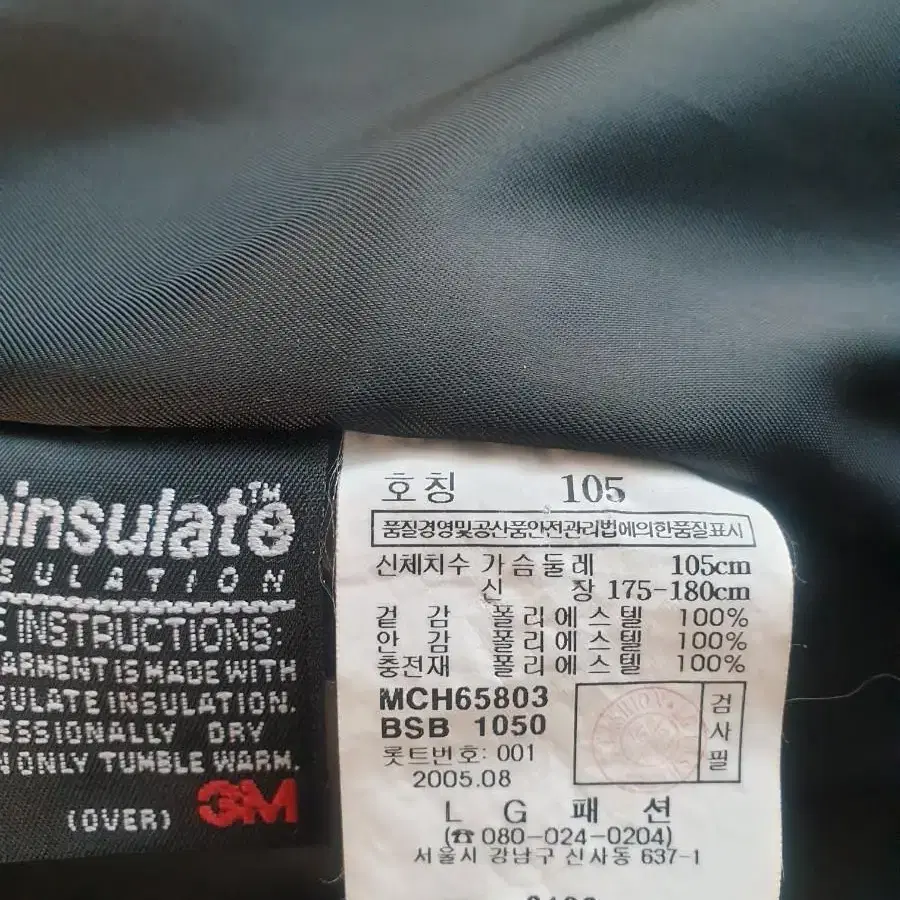 insulate™
SULATION
INSTRUCTIONS:
ARMENT IS MADE WITH
ULATE INSULATION.
ESSIONALLY DRY
ONLY TUMBLE WARM.
(OVER) 3M
호칭 105
품질경영및공산품안전관리법에의한품질표시
신체치수 가슴둘레 105cm
신 장 175-180cm
겉 감 폴리에스텔 100%
안 감 폴리에스텔 100%
충전재 폴리에스텔 100%
MCH65803
BSB 1050
롯트번호: 001
2005.08
검사필
L G 패 션
(☎ 080-024-0204)
서울시 강남구 신사동 637-1